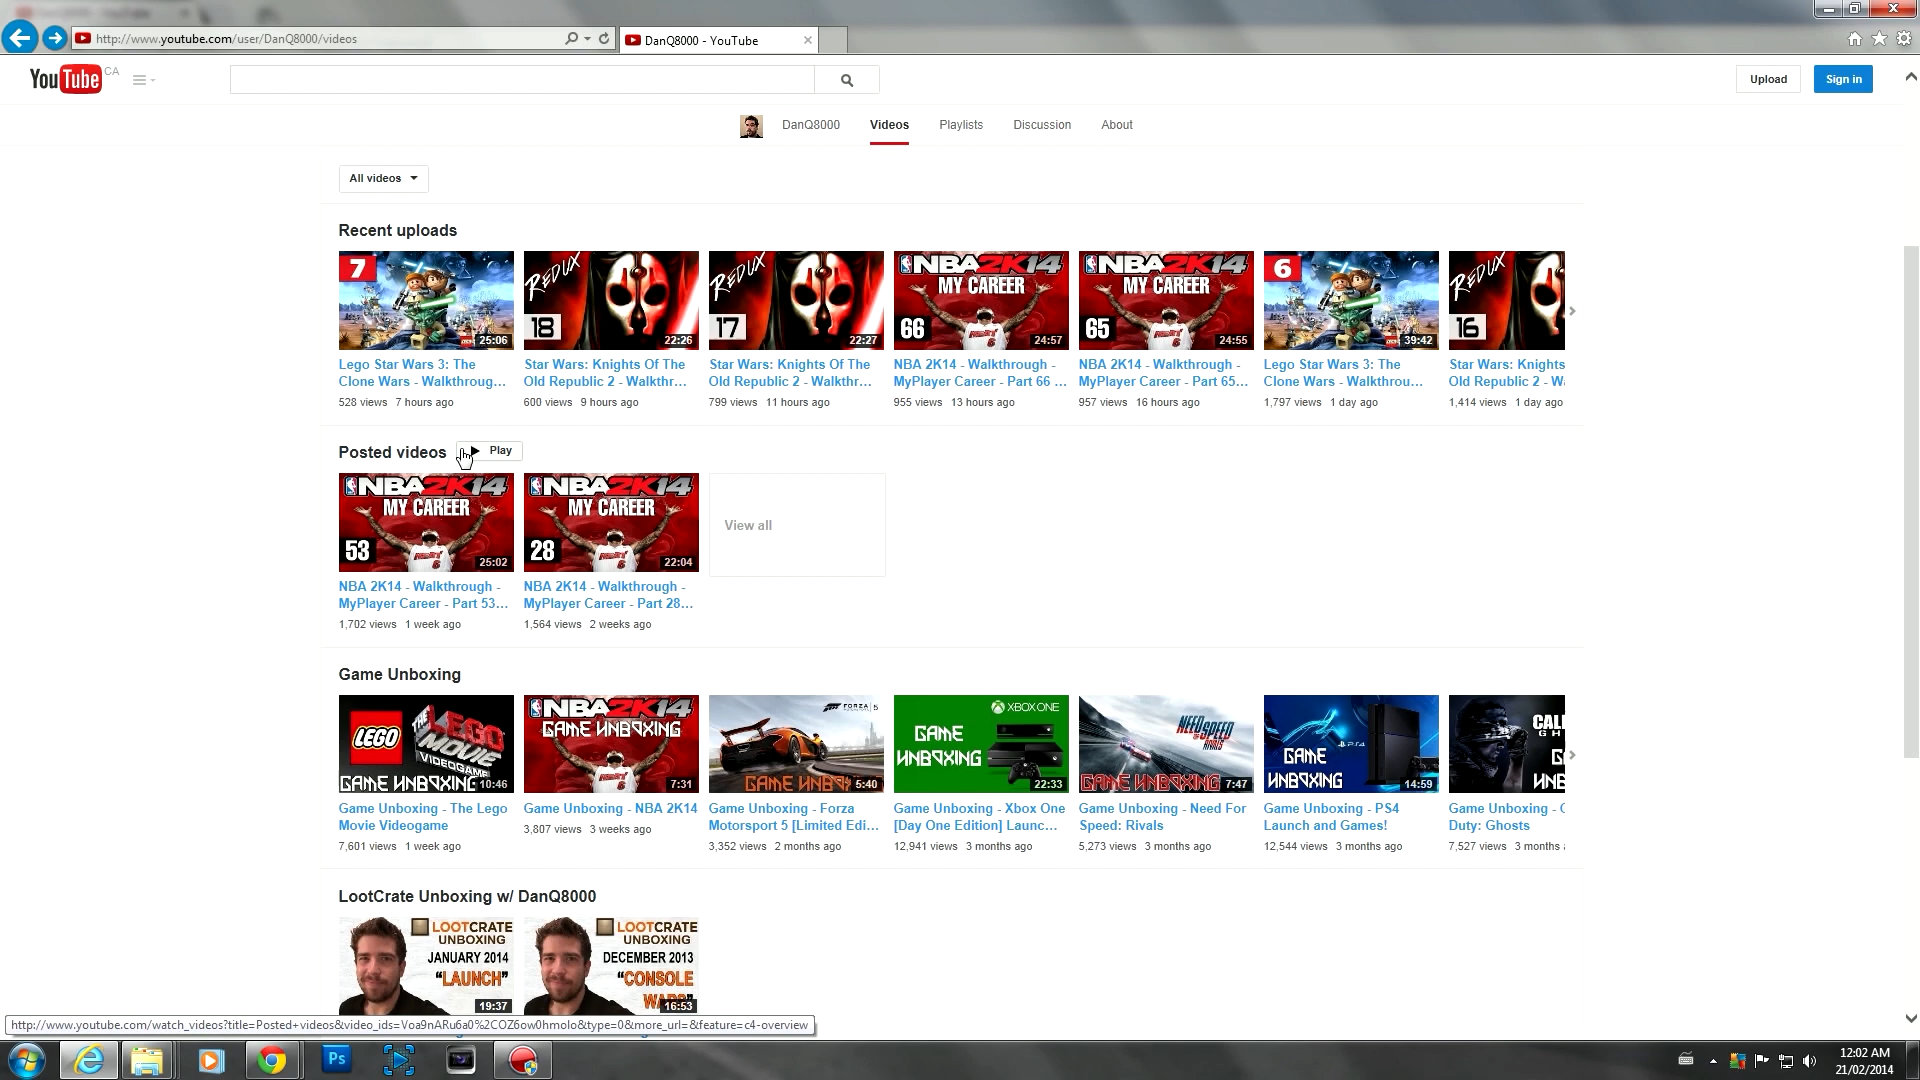 http://www.youtube.com/user/DanQ8000/videos
DanQ8000 - YouTube
YouTube CA
Upload
Sign in
DanQ8000
Videos
Playlists
Discussion
About
All videos
Recent uploads
7
25:06
REDUX
18
22:26
REDUX
17
22:27
NBA2K14
MY CAREER
66
24:57
NBA2K14
MY CAREER
65
24:55
6
39:42
REDUX
16
Lego Star Wars 3: The
Clone Wars - Walkthroug...
528 views 7 hours ago
Star Wars: Knights Of The
Old Republic 2 - Walkthr...
600 views 9 hours ago
Star Wars: Knights Of The
Old Republic 2 - Walkthr...
799 views 11 hours ago
NBA 2K14 - Walkthrough -
MyPlayer Career - Part 66 ...
955 views 13 hours ago
NBA 2K14 - Walkthrough -
MyPlayer Career - Part 65...
957 views 16 hours ago
Lego Star Wars 3: The
Clone Wars - Walkthrou...
1,797 views 1 day ago
Star Wars: Knights
Old Republic 2 - W
1,414 views 1 day ago
Posted videos
Play
NBA2K14
MY CAREER
53
25:02
NBA2K14
MY CAREER
28
22:04
View all
NBA 2K14 - Walkthrough -
MyPlayer Career - Part 53...
1,702 views 1 week ago
NBA 2K14 - Walkthrough -
MyPlayer Career - Part 28...
1,564 views 2 weeks ago
Game Unboxing
LEGO
THE LEGO MOVIE VIDEOGAME
GAME UNBOXING
10:46
NBA2K14
GAME UNBOXING
7:31
FORZA 5
GAME UNBO
5:40
XBOX ONE
GAME UNBOXING
22:33
NEED FOR SPEED RIVALS
GAME UNBOXING
7:47
PS4
GAME UNBOXING
14:59
CAL
GH
Game Unboxing - The Lego
Movie Videogame
7,601 views 1 week ago
Game Unboxing - NBA 2K14
3,807 views 3 weeks ago
Game Unboxing - Forza
Motorsport 5 [Limited Edi...
3,352 views 2 months ago
Game Unboxing - Xbox One
[Day One Edition] Launc...
12,941 views 3 months ago
Game Unboxing - Need For
Speed: Rivals
5,273 views 3 months ago
Game Unboxing - PS4
Launch and Games!
12,544 views 3 months ago
Game Unboxing - C
Duty: Ghosts
7,527 views 3 months
LootCrate Unboxing w/ DanQ8000
LOOTCRATE
UNBOXING
JANUARY 2014
“LAUNCH”
19:37
LOOTCRATE
UNBOXING
DECEMBER 2013
“CONSOLE
WARS”
16:53
http://www.youtube.com/watch_videos?title=Posted+videos&video_ids=Voa9nARu6a0%2COZ6ow0hmolo&type=0&more_url=&feature=c4-overview
Ps
12:02 AM
21/02/2014